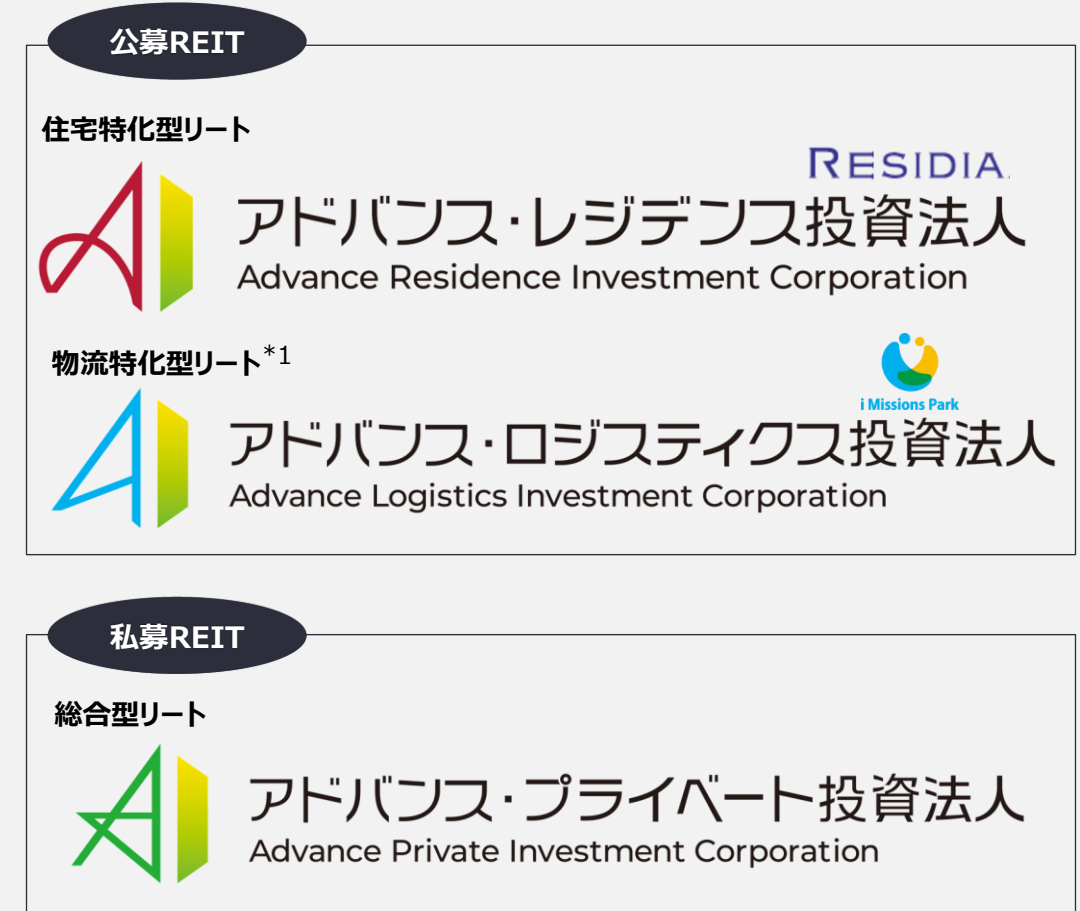 公募REIT
住宅特化型リート
RESIDIA
アドバンス・レジデンス投資法人
Advance Residence Investment Corporation
物流特化型リート*1
i Missions Park
アドバンス・ロジスティクス投資法人
Advance Logistics Investment Corporation
私募REIT
総合型リート
アドバンス・プライベート投資法人
Advance Private Investment Corporation